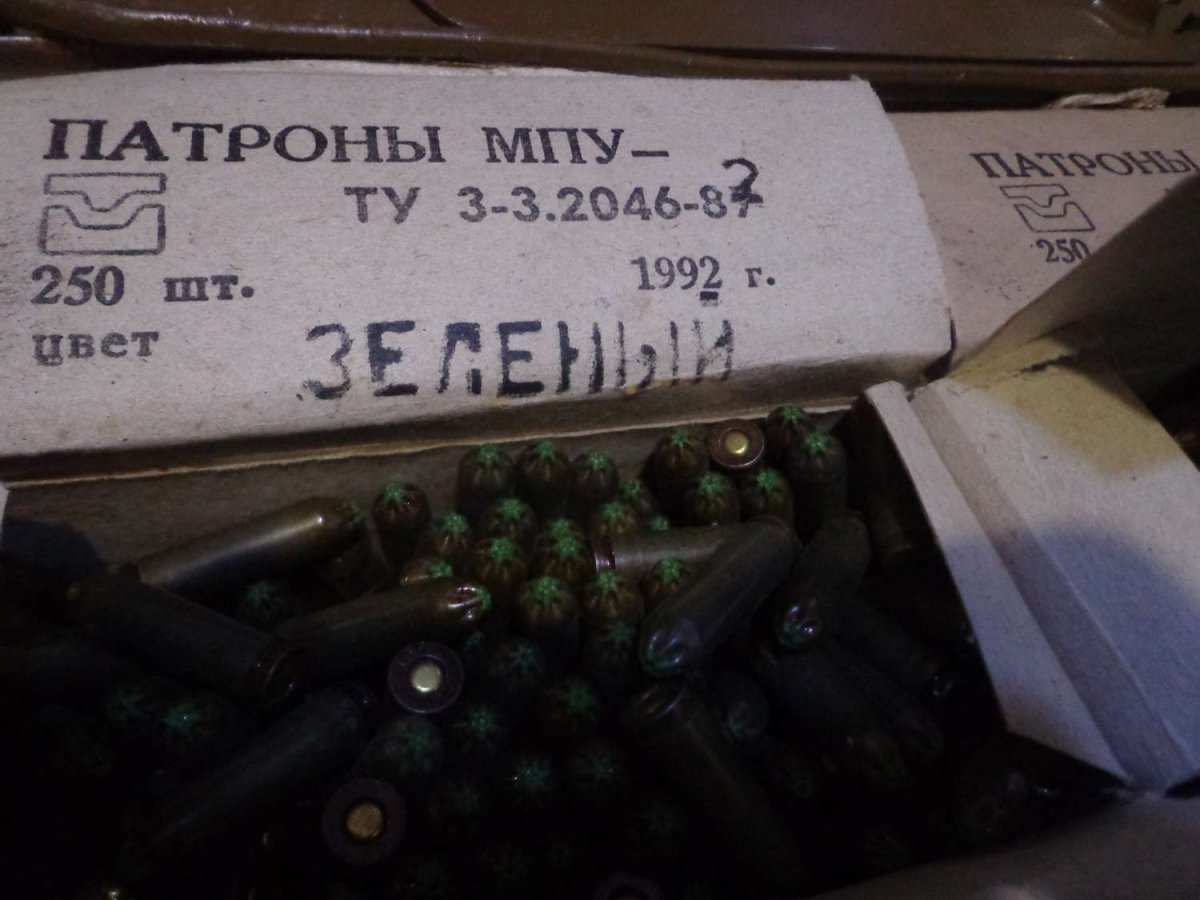 ПАТРОНЫ МПУ–
ТУ 3-3.2046-87
250 шт.
1992 г.
цвет ЗЕЛЕНЫЙ
ПАТРОНЫ
250